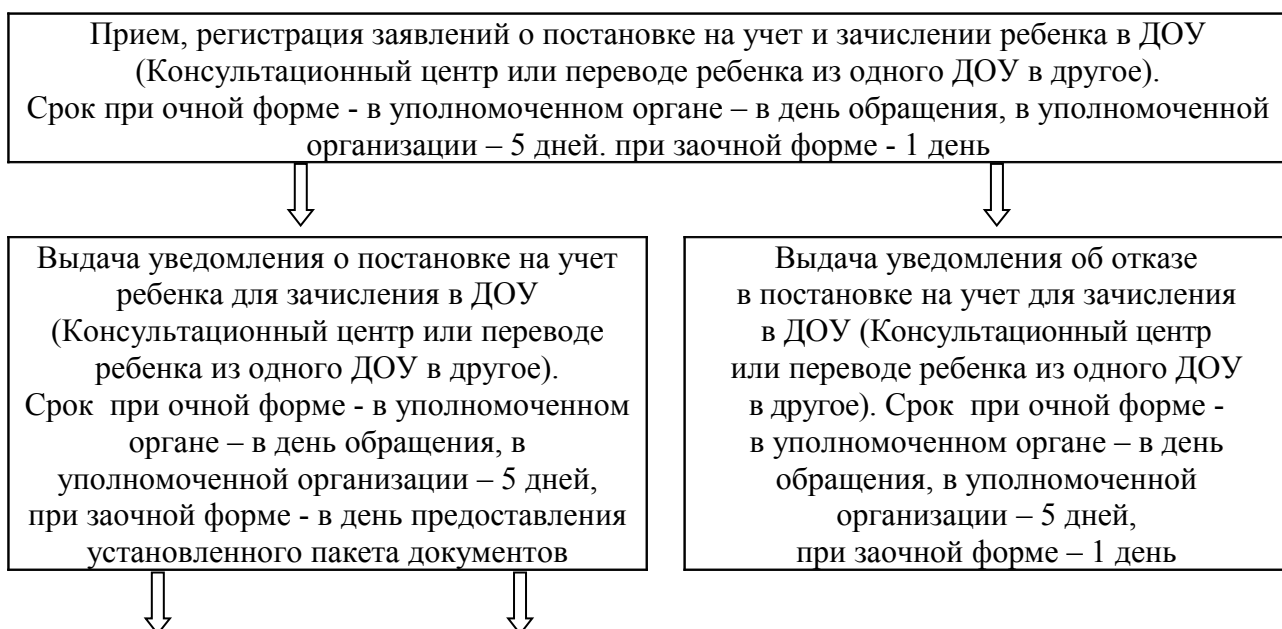 Прием, регистрация заявлений о постановке на учет и зачислении ребенка в ДОУ
(Консультационный центр или переводе ребенка из одного ДОУ в другое).
Срок при очной форме - в уполномоченном органе – в день обращения, в уполномоченной
организации – 5 дней. при заочной форме - 1 день
Выдача уведомления о постановке на учет
ребенка для зачисления в ДОУ
(Консультационный центр или переводе
ребенка из одного ДОУ в другое).
Срок при очной форме - в уполномоченном
органе – в день обращения, в
уполномоченной организации – 5 дней,
при заочной форме - в день предоставления
установленного пакета документов
Выдача уведомления об отказе
в постановке на учет для зачисления
в ДОУ (Консультационный центр
или переводе ребенка из одного ДОУ
в другое). Срок при очной форме -
в уполномоченном органе – в день
обращения, в уполномоченной
организации – 5 дней,
при заочной форме – 1 день